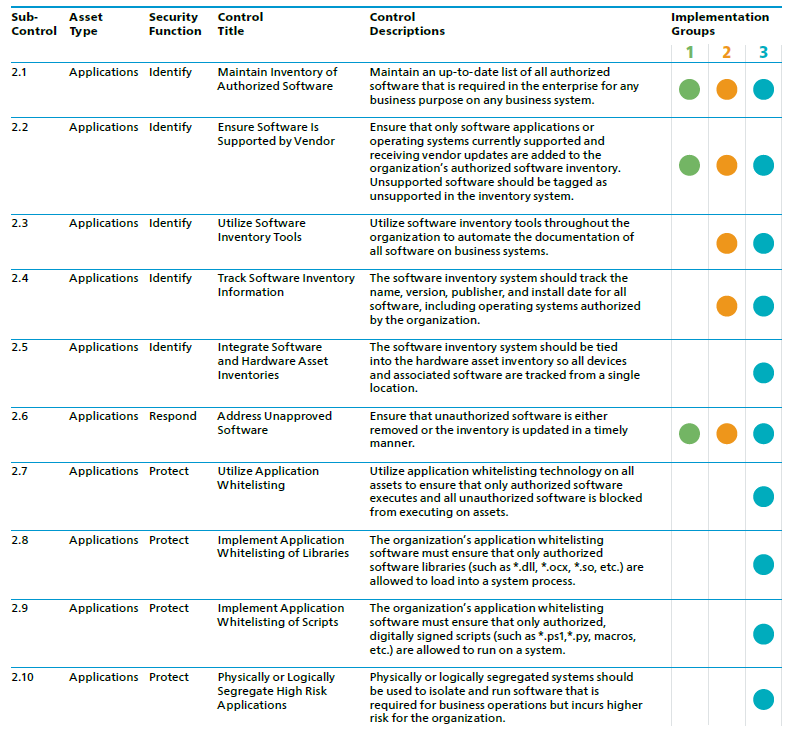 Sub-Control Asset Type Security Function Control Title Control Descriptions Implementation Groups
1 2 3
2.1 Applications Identify Maintain Inventory of Maintain an up-to-date list of all authorized
Authorized Software software that is required in the enterprise for any
business purpose on any business system.
2.2 Applications Identify Ensure Software Is Ensure that only software applications or
Supported by Vendor operating systems currently supported and
receiving vendor updates are added to the
organization's authorized software inventory.
Unsupported software should be tagged as
unsupported in the inventory system.
2.3 Applications Identify Utilize Software Utilize software inventory tools throughout the
Inventory Tools organization to automate the documentation of
all software on business systems.
2.4 Applications Identify Track Software Inventory The software inventory system should track the
Information name, version, publisher, and install date for all
software, including operating systems authorized
by the organization.
2.5 Applications Identify Integrate Software The software inventory system should be tied
and Hardware Asset into the hardware asset inventory so all devices
Inventories and associated software are tracked from a single
location.
2.6 Applications Respond Address Unapproved Ensure that unauthorized software is either
Software removed or the inventory is updated in a timely
manner.
2.7 Applications Protect Utilize Application Utilize application whitelisting technology on all
Whitelisting assets to ensure that only authorized software
executes and all unauthorized software is blocked
from executing on assets.
2.8 Applications Protect Implement Application The organization's application whitelisting
Whitelisting of Libraries software must ensure that only authorized
software libraries (such as *.dll, *.ocx, *.so, etc.) are
allowed to load into a system process.
2.9 Applications Protect Implement Application The organization's application whitelisting
Whitelisting of Scripts software must ensure that only authorized,
digitally signed scripts (such as *.ps1,*.py, macros,
etc.) are allowed to run on a system.
2.10 Applications Protect Physically or Logically Physically or logically segregated systems should
Segregate High Risk be used to isolate and run software that is
Applications required for business operations but incurs higher
risk for the organization.